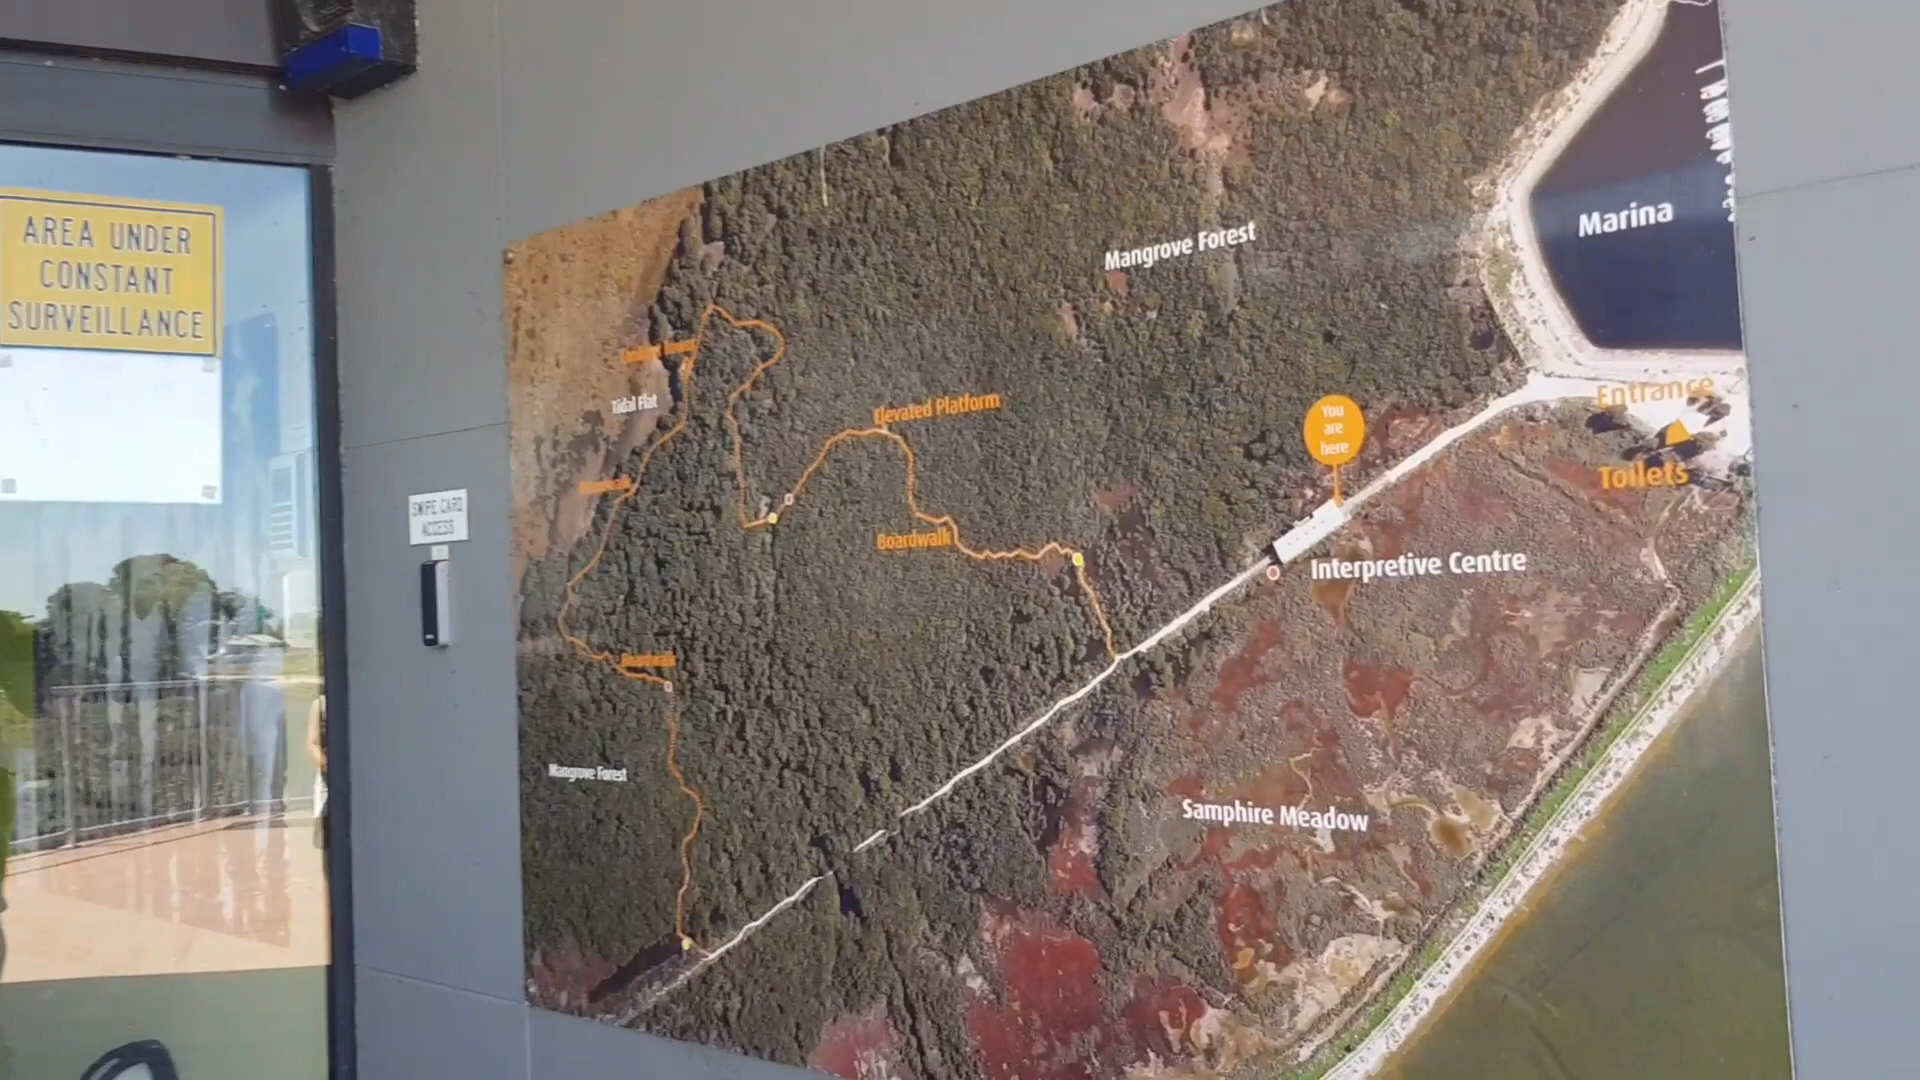 AREA UNDER
CONSTANT
SURVEILLANCE
SWIPE CARD
ACCESS
Marina
Mangrove Forest
Entrance
Tidal Flat
Elevated Platform
You
are
here
Toilets
Boardwalk
Interpretive Centre
Mangrove Forest
Samphire Meadow